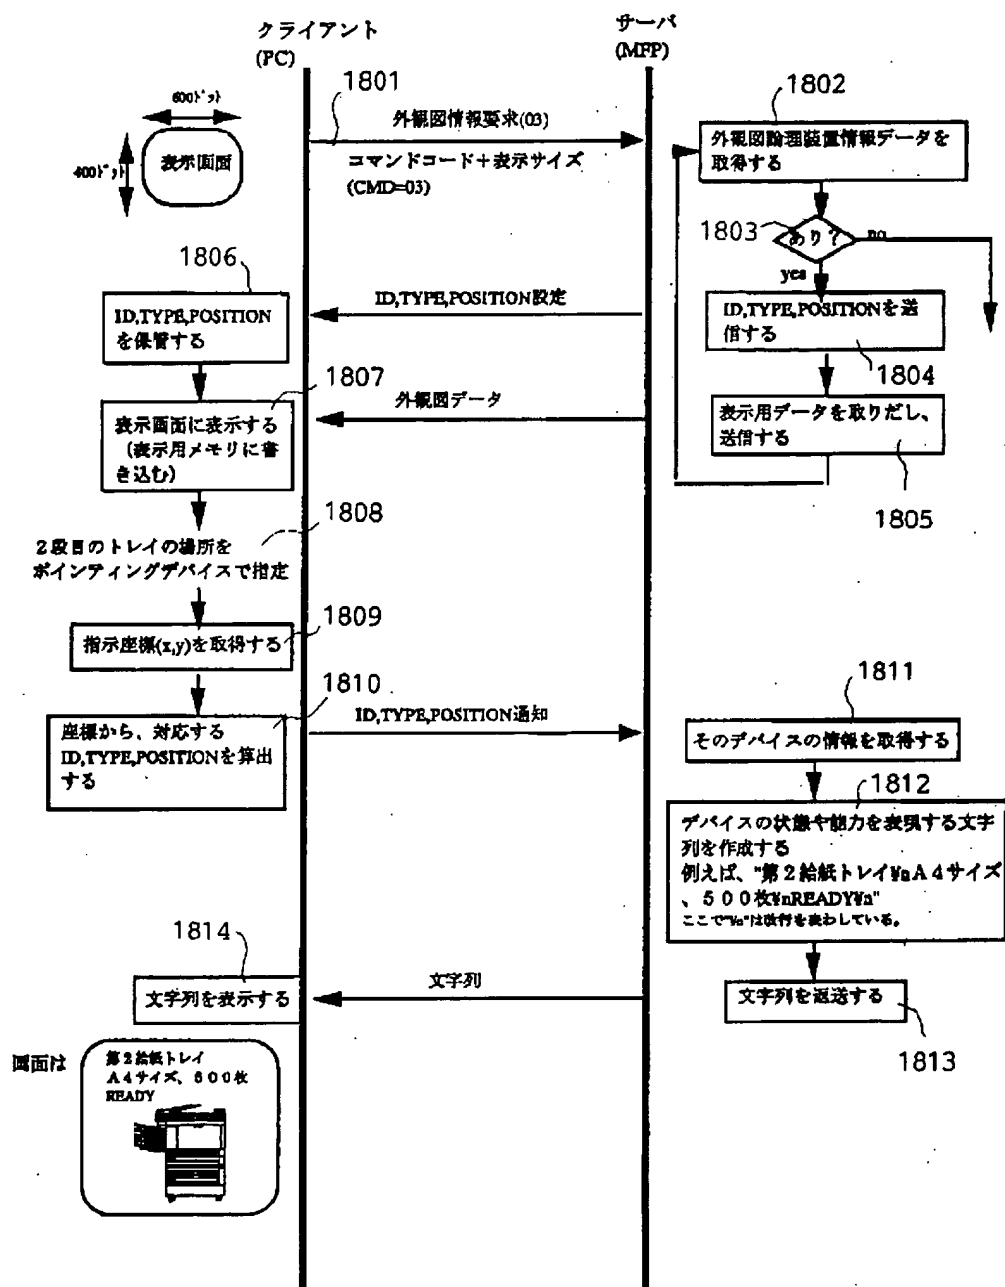 クライアント
(PC)
サーバ
(MFP)
600ドット
400ドット
表示画面
1801
外観図情報要求(03)
コマンドコード＋表示サイズ
(CMD=03)
1802
外観図論理装置情報データを
取得する
1803
あり？
no
yes
ID,TYPE,POSITIONを送
信する
1804
表示用データを取りだし、
送信する
1805
ID,TYPE,POSITION設定
1806
ID,TYPE,POSITION
を保管する
外観図データ
1807
表示画面に表示する
（表示用メモリに書
き込む）
1808
２段目のトレイの場所を
ポインティングデバイスで指定
1809
指示座標(x,y)を取得する
1810
座標から、対応する
ID,TYPE,POSITIONを算出
する
ID,TYPE,POSITION通知
1811
そのデバイスの情報を取得する
1812
デバイスの状態や能力を表現する文字
列を作成する
例えば、"第２給紙トレイ¥nＡ４サイズ
、５００枚¥nREADY¥n"
ここで"¥n"は改行を表わしている。
文字列を返送する
1813
文字列
1814
文字列を表示する
画面は
第２給紙トレイ
Ａ４サイズ、５００枚
READY